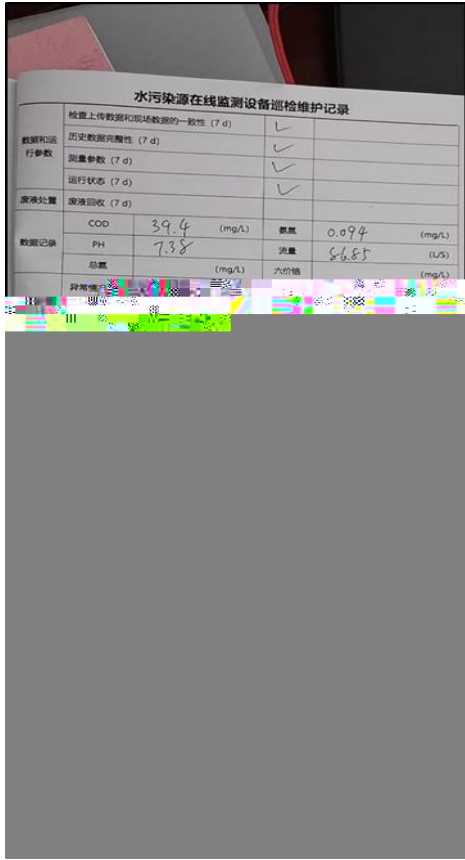 水污染源在线监测设备巡检维护记录
数据和运行参数 检查上传数据和现场数据的一致性（7 d） ✓
历史数据完整性（7 d） ✓
测量参数（7 d） ✓
运行状态（7 d） ✓
废液处置 废液回收（7 d）
数据记录 COD 39.4 (mg/L) 氨氮 0.094 (mg/L)
PH 7.38 流量 86.85 (L/S)
总氮 (mg/L) 六价铬 (mg/L)
异常情